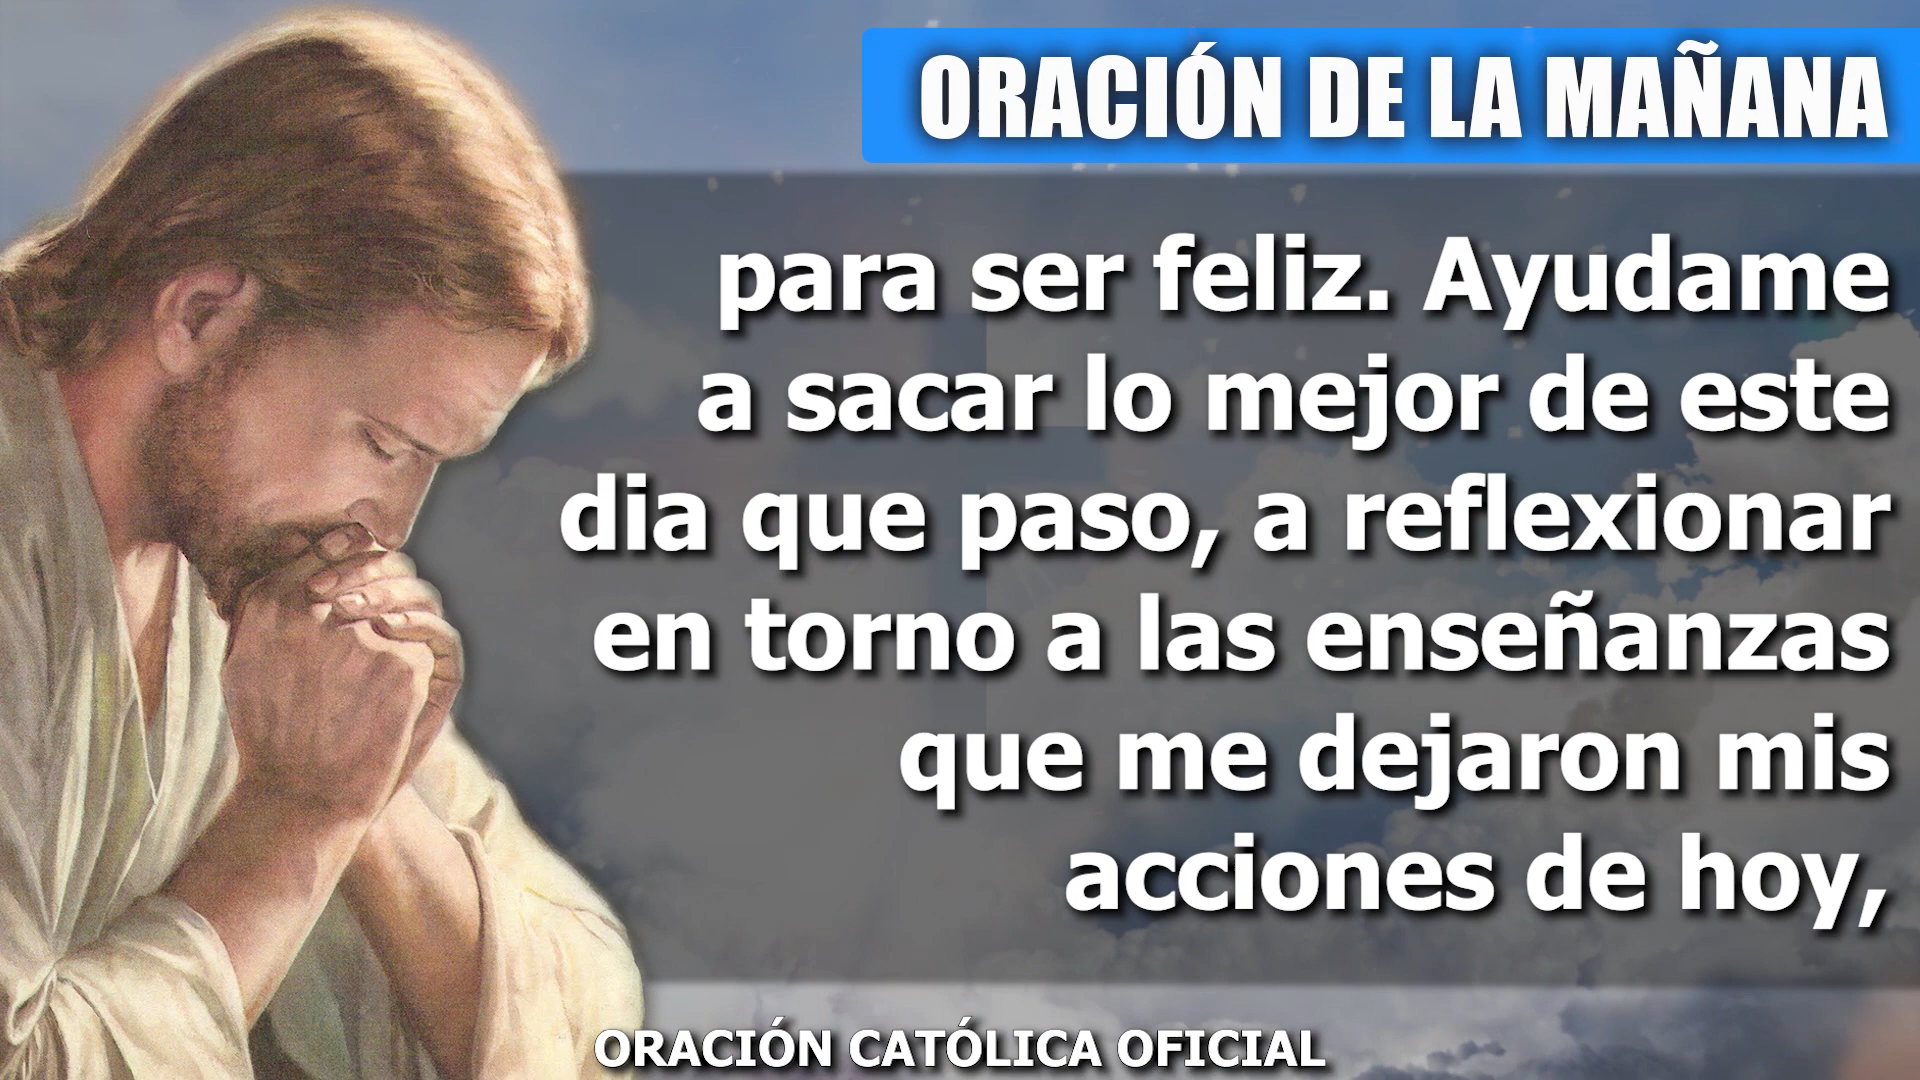 ORACIÓN DE LA MAÑANA
para ser feliz. Ayudame
a sacar lo mejor de este
dia que paso, a reflexionar
en torno a las enseñanzas
que me dejaron mis
acciones de hoy,
ORACIÓN CATÓLICA OFICIAL